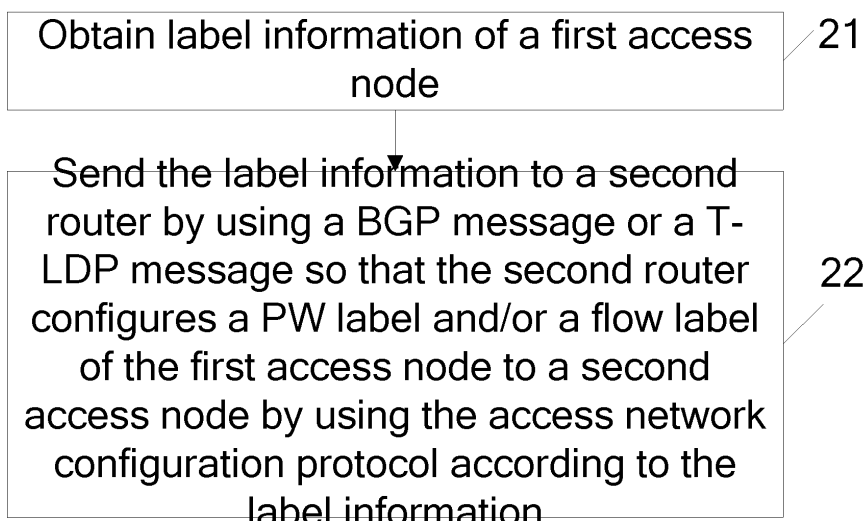 Obtain label information of a first access
node
21
Send the label information to a second
router by using a BGP message or a T-
LDP message so that the second router
configures a PW label and/or a flow label
of the first access node to a second
access node by using the access network
configuration protocol according to the
label information
22